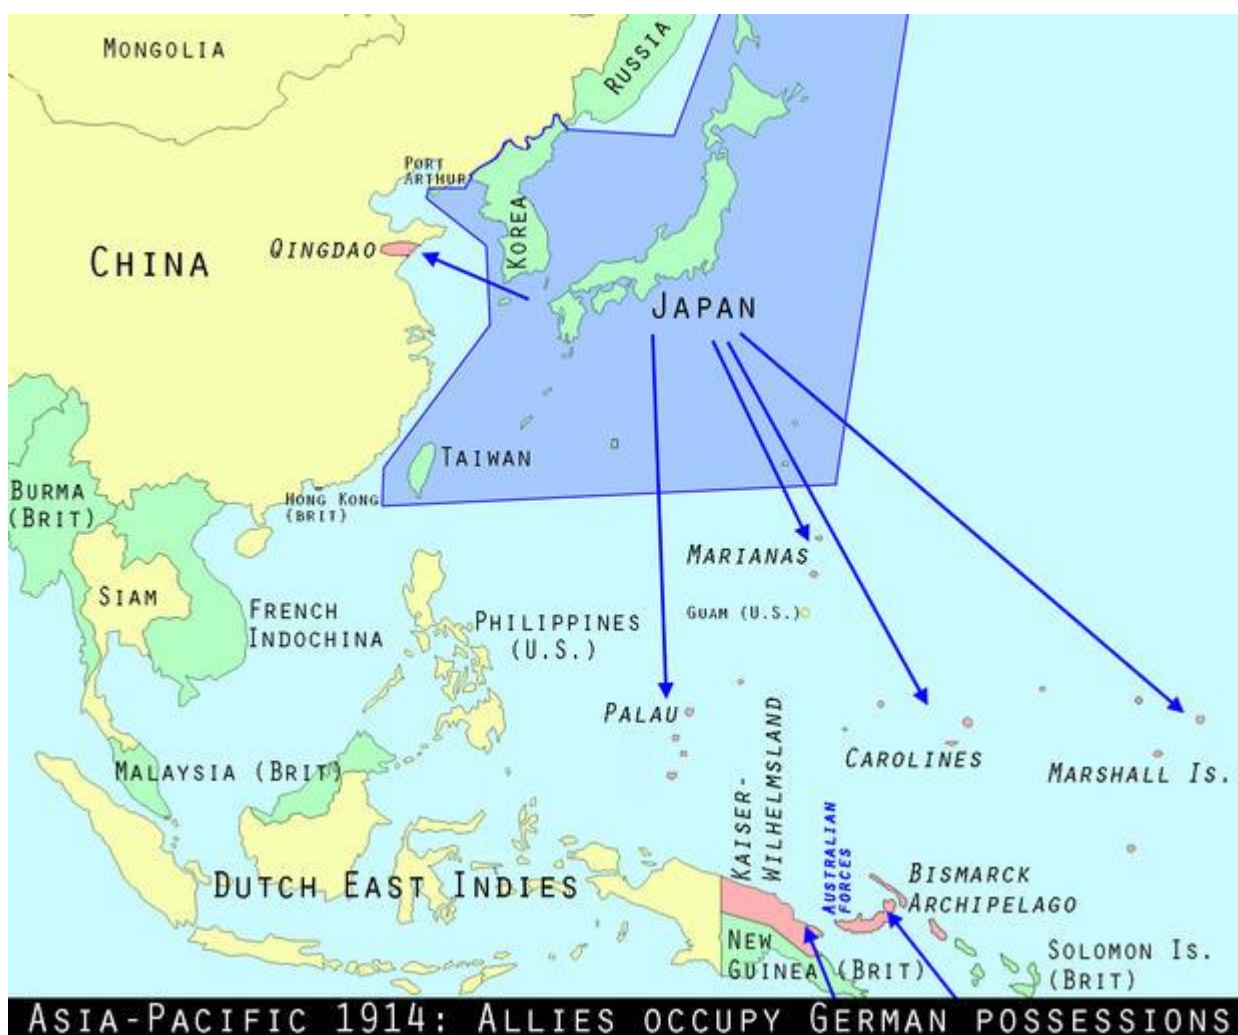 MONGOLIA
RUSSIA
PORT
ARTHUR
KOREA
QINGDAO
CHINA
JAPAN
TAIWAN
BURMA
(BRIT)
HONG KONG
(BRIT)
MARIANAS
SIAM
FRENCH
INDOCHINA
GUAM (U.S.)
PHILIPPINES
(U.S.)
PALAU
KAISER-
WILHELMSLAND
CAROLINES
MARSHALL IS.
MALAYSIA (BRIT)
AUSTRALIAN
FORCES
DUTCH EAST INDIES
BISMARCK
ARCHIPELAGO
NEW
GUINEA (BRIT)
SOLOMON IS.
(BRIT)
ASIA-PACIFIC 1914: ALLIES OCCUPY GERMAN POSSESSIONS